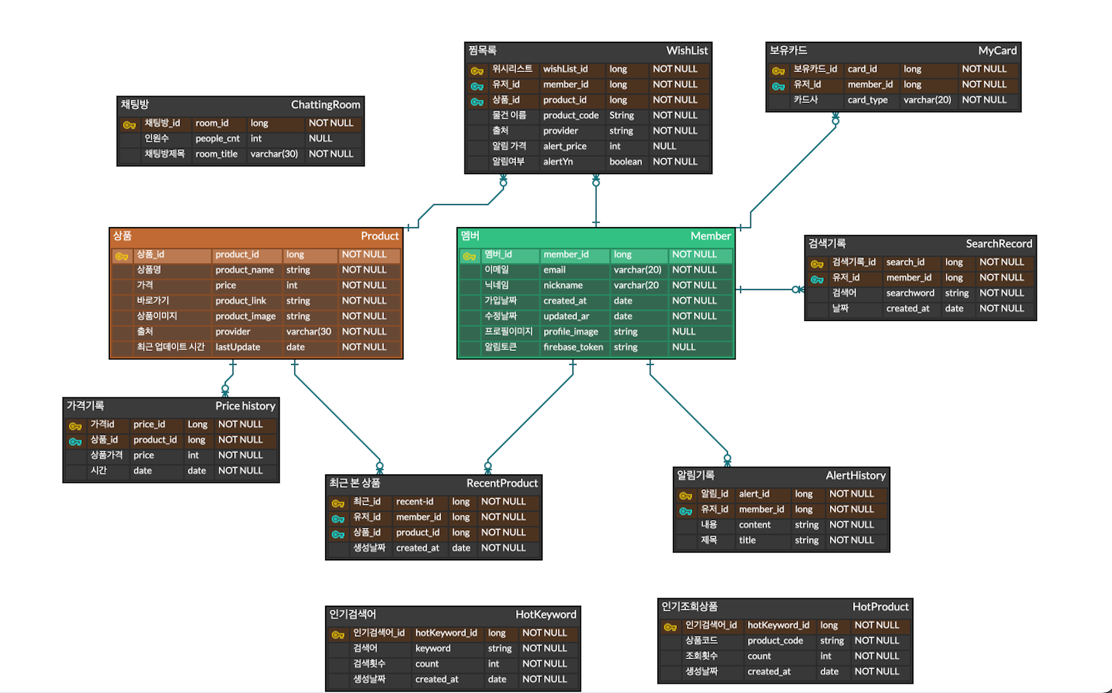 찜목록 WishList
위시리스트 wishList_id long NOT NULL
유저_id member_id long NOT NULL
상품_id product_id long NOT NULL
물건 이름 product_code String NOT NULL
출처 provider string NOT NULL
알림 가격 alert_price int NULL
알림여부 alertYn boolean NOT NULL
보유카드 MyCard
보유카드_id card_id long NOT NULL
유저_id member_id long NOT NULL
카드사 card_type varchar(20) NOT NULL
채팅방 ChattingRoom
채팅방_id room_id long NOT NULL
인원수 people_cnt int NULL
채팅방제목 room_title varchar(30) NOT NULL
상품 Product
상품_id product_id long NOT NULL
상품명 product_name string NOT NULL
가격 price int NOT NULL
바로가기 product_link string NOT NULL
상품이미지 product_image string NOT NULL
출처 provider varchar(30 NOT NULL
최근 업데이트 시간 lastUpdate date NOT NULL
멤버 Member
멤버_id member_id long NOT NULL
이메일 email varchar(20) NOT NULL
닉네임 nickname varchar(20 NOT NULL
가입날짜 created_at date NOT NULL
수정날짜 updated_ar date NOT NULL
프로필이미지 profile_image string NULL
알림토큰 firebase_token string NULL
검색기록 SearchRecord
검색기록_id search_id long NOT NULL
유저_id member_id long NOT NULL
검색어 searchword string NOT NULL
날짜 created_at date NOT NULL
가격기록 Price history
가격id price_id Long NOT NULL
상품_id product_id long NOT NULL
상품가격 price int NOT NULL
시간 date date NOT NULL
최근 본 상품 RecentProduct
최근_id recent-id long NOT NULL
유저_id member_id long NOT NULL
상품_id product_id long NOT NULL
생성날짜 created_at date NOT NULL
알림기록 AlertHistory
알림_id alert_id long NOT NULL
유저_id member_id long NOT NULL
내용 content string NOT NULL
제목 title string NOT NULL
인기검색어 HotKeyword
인기검색어_id hotKeyword_id long NOT NULL
검색어 keyword string NOT NULL
검색횟수 count int NOT NULL
생성날짜 created_at date NOT NULL
인기조회상품 HotProduct
인기검색어_id hotKeyword_id long NOT NULL
상품코드 product_code string NOT NULL
조회횟수 count int NOT NULL
생성날짜 created_at date NOT NULL